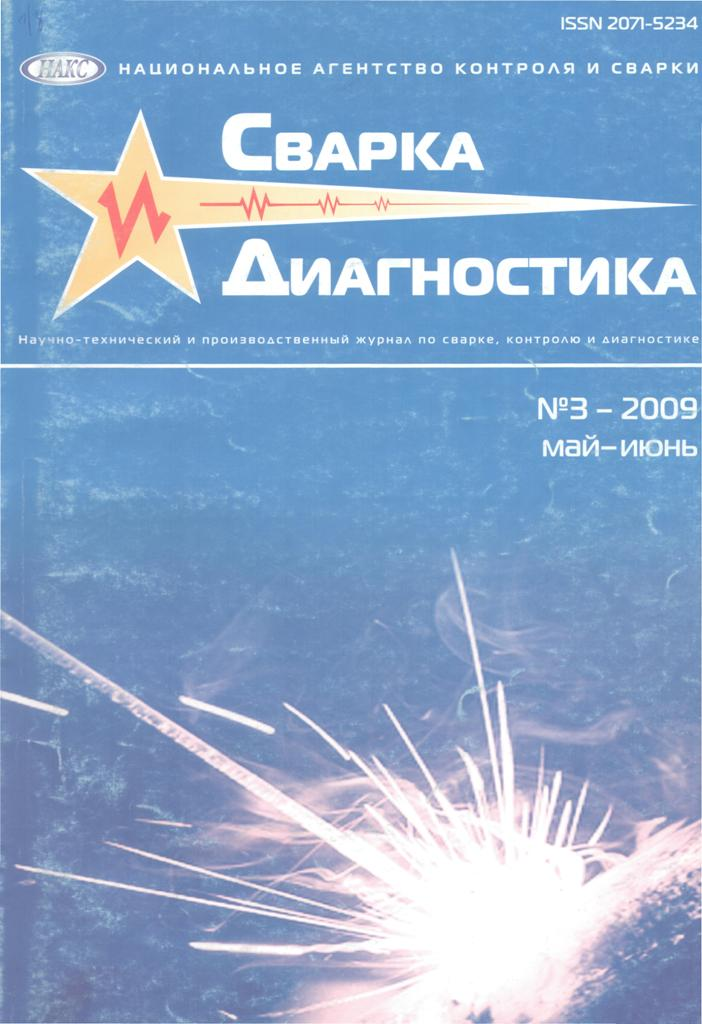 ISSN 2071-5234
НАКС
НАЦИОНАЛЬНОЕ АГЕНТСТВО КОНТРОЛЯ И СВАРКИ
СВАРКА
И
ДИАГНОСТИКА
Научно-технический и производственный журнал по сварке, контролю и диагностике
№3 – 2009
май–июнь